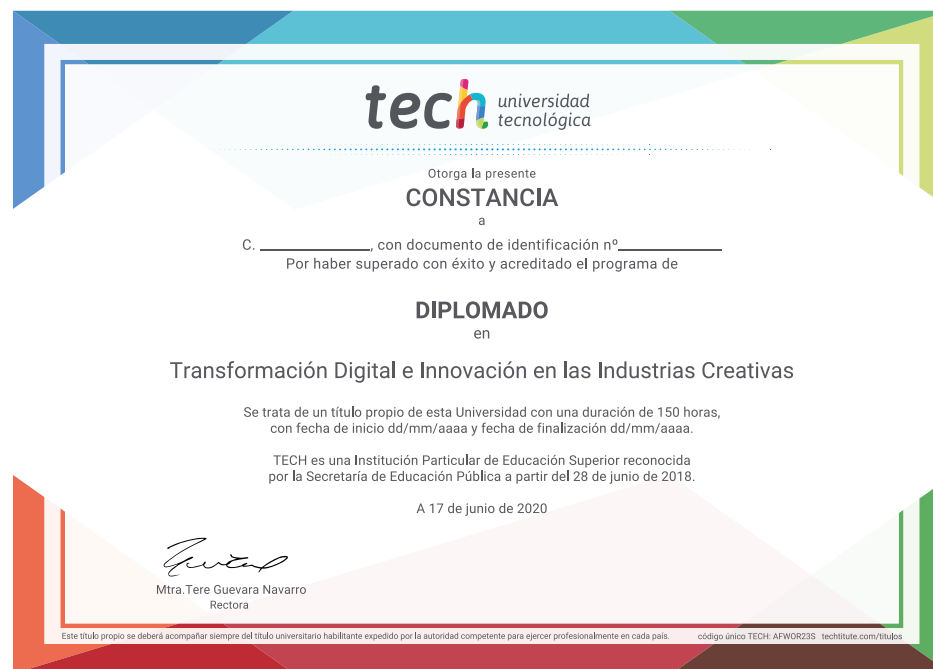 tech universidad
tecnológica
Otorga la presente
CONSTANCIA
a
C. ____________, con documento de identificación nº____________
Por haber superado con éxito y acreditado el programa de
DIPLOMADO
en
Transformación Digital e Innovación en las Industrias Creativas
Se trata de un título propio de esta Universidad con una duración de 150 horas,
con fecha de inicio dd/mm/aaaa y fecha de finalización dd/mm/aaaa.
TECH es una Institución Particular de Educación Superior reconocida
por la Secretaría de Educación Pública a partir del 28 de junio de 2018.
A 17 de junio de 2020
Mtra.Tere Guevara Navarro
Rectora
Este título propio se deberá acompañar siempre del título universitario habilitante expedido por la autoridad competente para ejercer profesionalmente en cada país. código único TECH: AFWOR23S techtitute.com/titulos